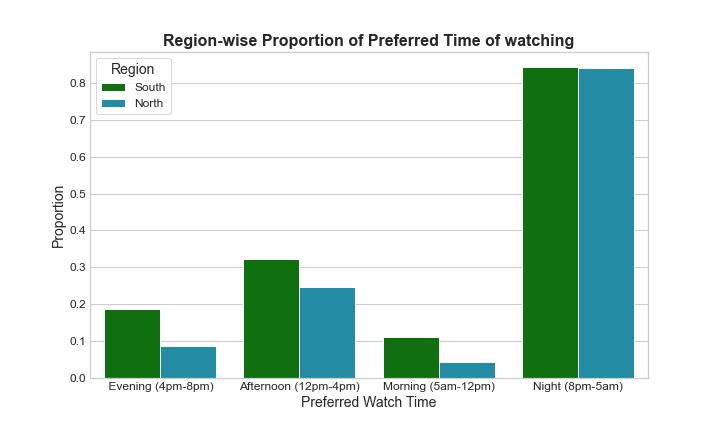 Region-wise Proportion of Preferred Time of watching
Region
South
North
Proportion
0.8
0.7
0.6
0.5
0.4
0.3
0.2
0.1
0.0
Evening (4pm-8pm) Afternoon (12pm-4pm) Morning (5am-12pm) Night (8pm-5am)
Preferred Watch Time